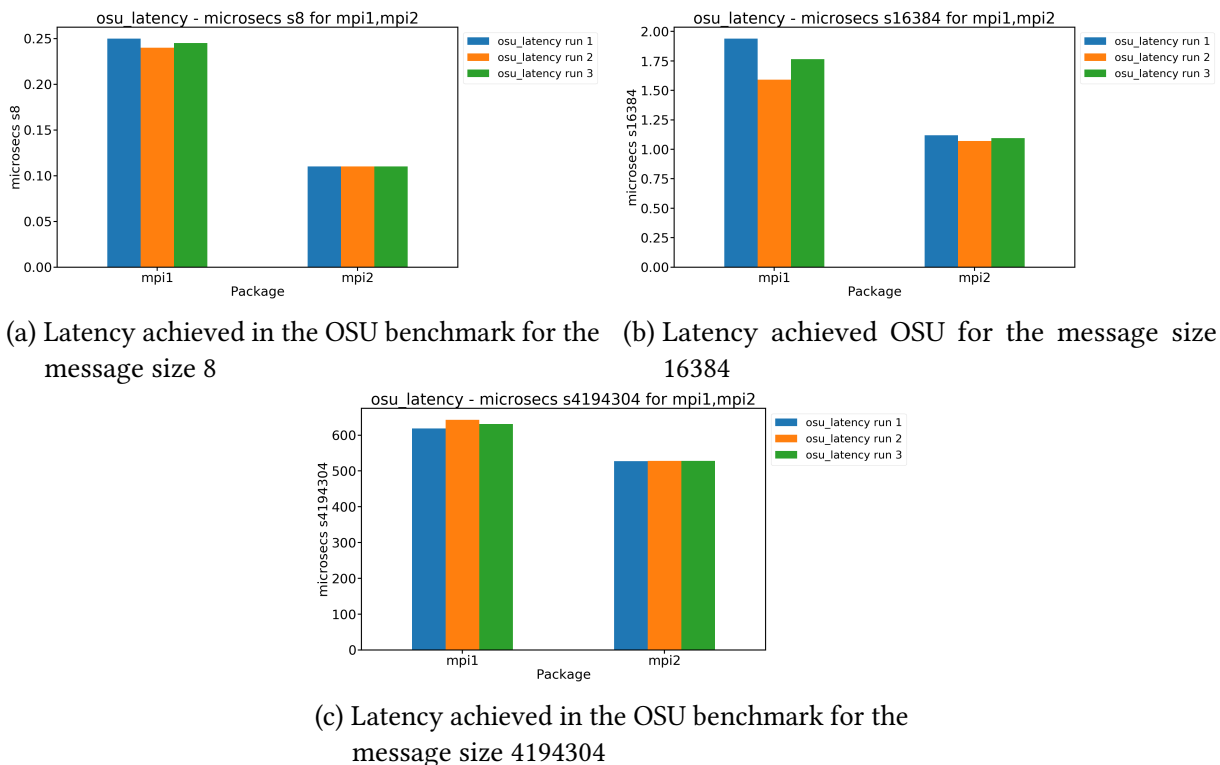 osu_latency - microsecs s8 for mpi1,mpi2
microsecs s8
0.25
0.20
0.15
0.10
0.05
0.00
mpi1
mpi2
Package
osu_latency run 1
osu_latency run 2
osu_latency run 3
(a) Latency achieved in the OSU benchmark for the
message size 8
osu_latency - microsecs s16384 for mpi1,mpi2
microsecs s16384
2.00
1.75
1.50
1.25
1.00
0.75
0.50
0.25
0.00
mpi1
mpi2
Package
osu_latency run 1
osu_latency run 2
osu_latency run 3
(b) Latency achieved OSU for the message size
16384
osu_latency - microsecs s4194304 for mpi1,mpi2
microsecs s4194304
600
500
400
300
200
100
0
mpi1
mpi2
Package
osu_latency run 1
osu_latency run 2
osu_latency run 3
(c) Latency achieved in the OSU benchmark for the
message size 4194304